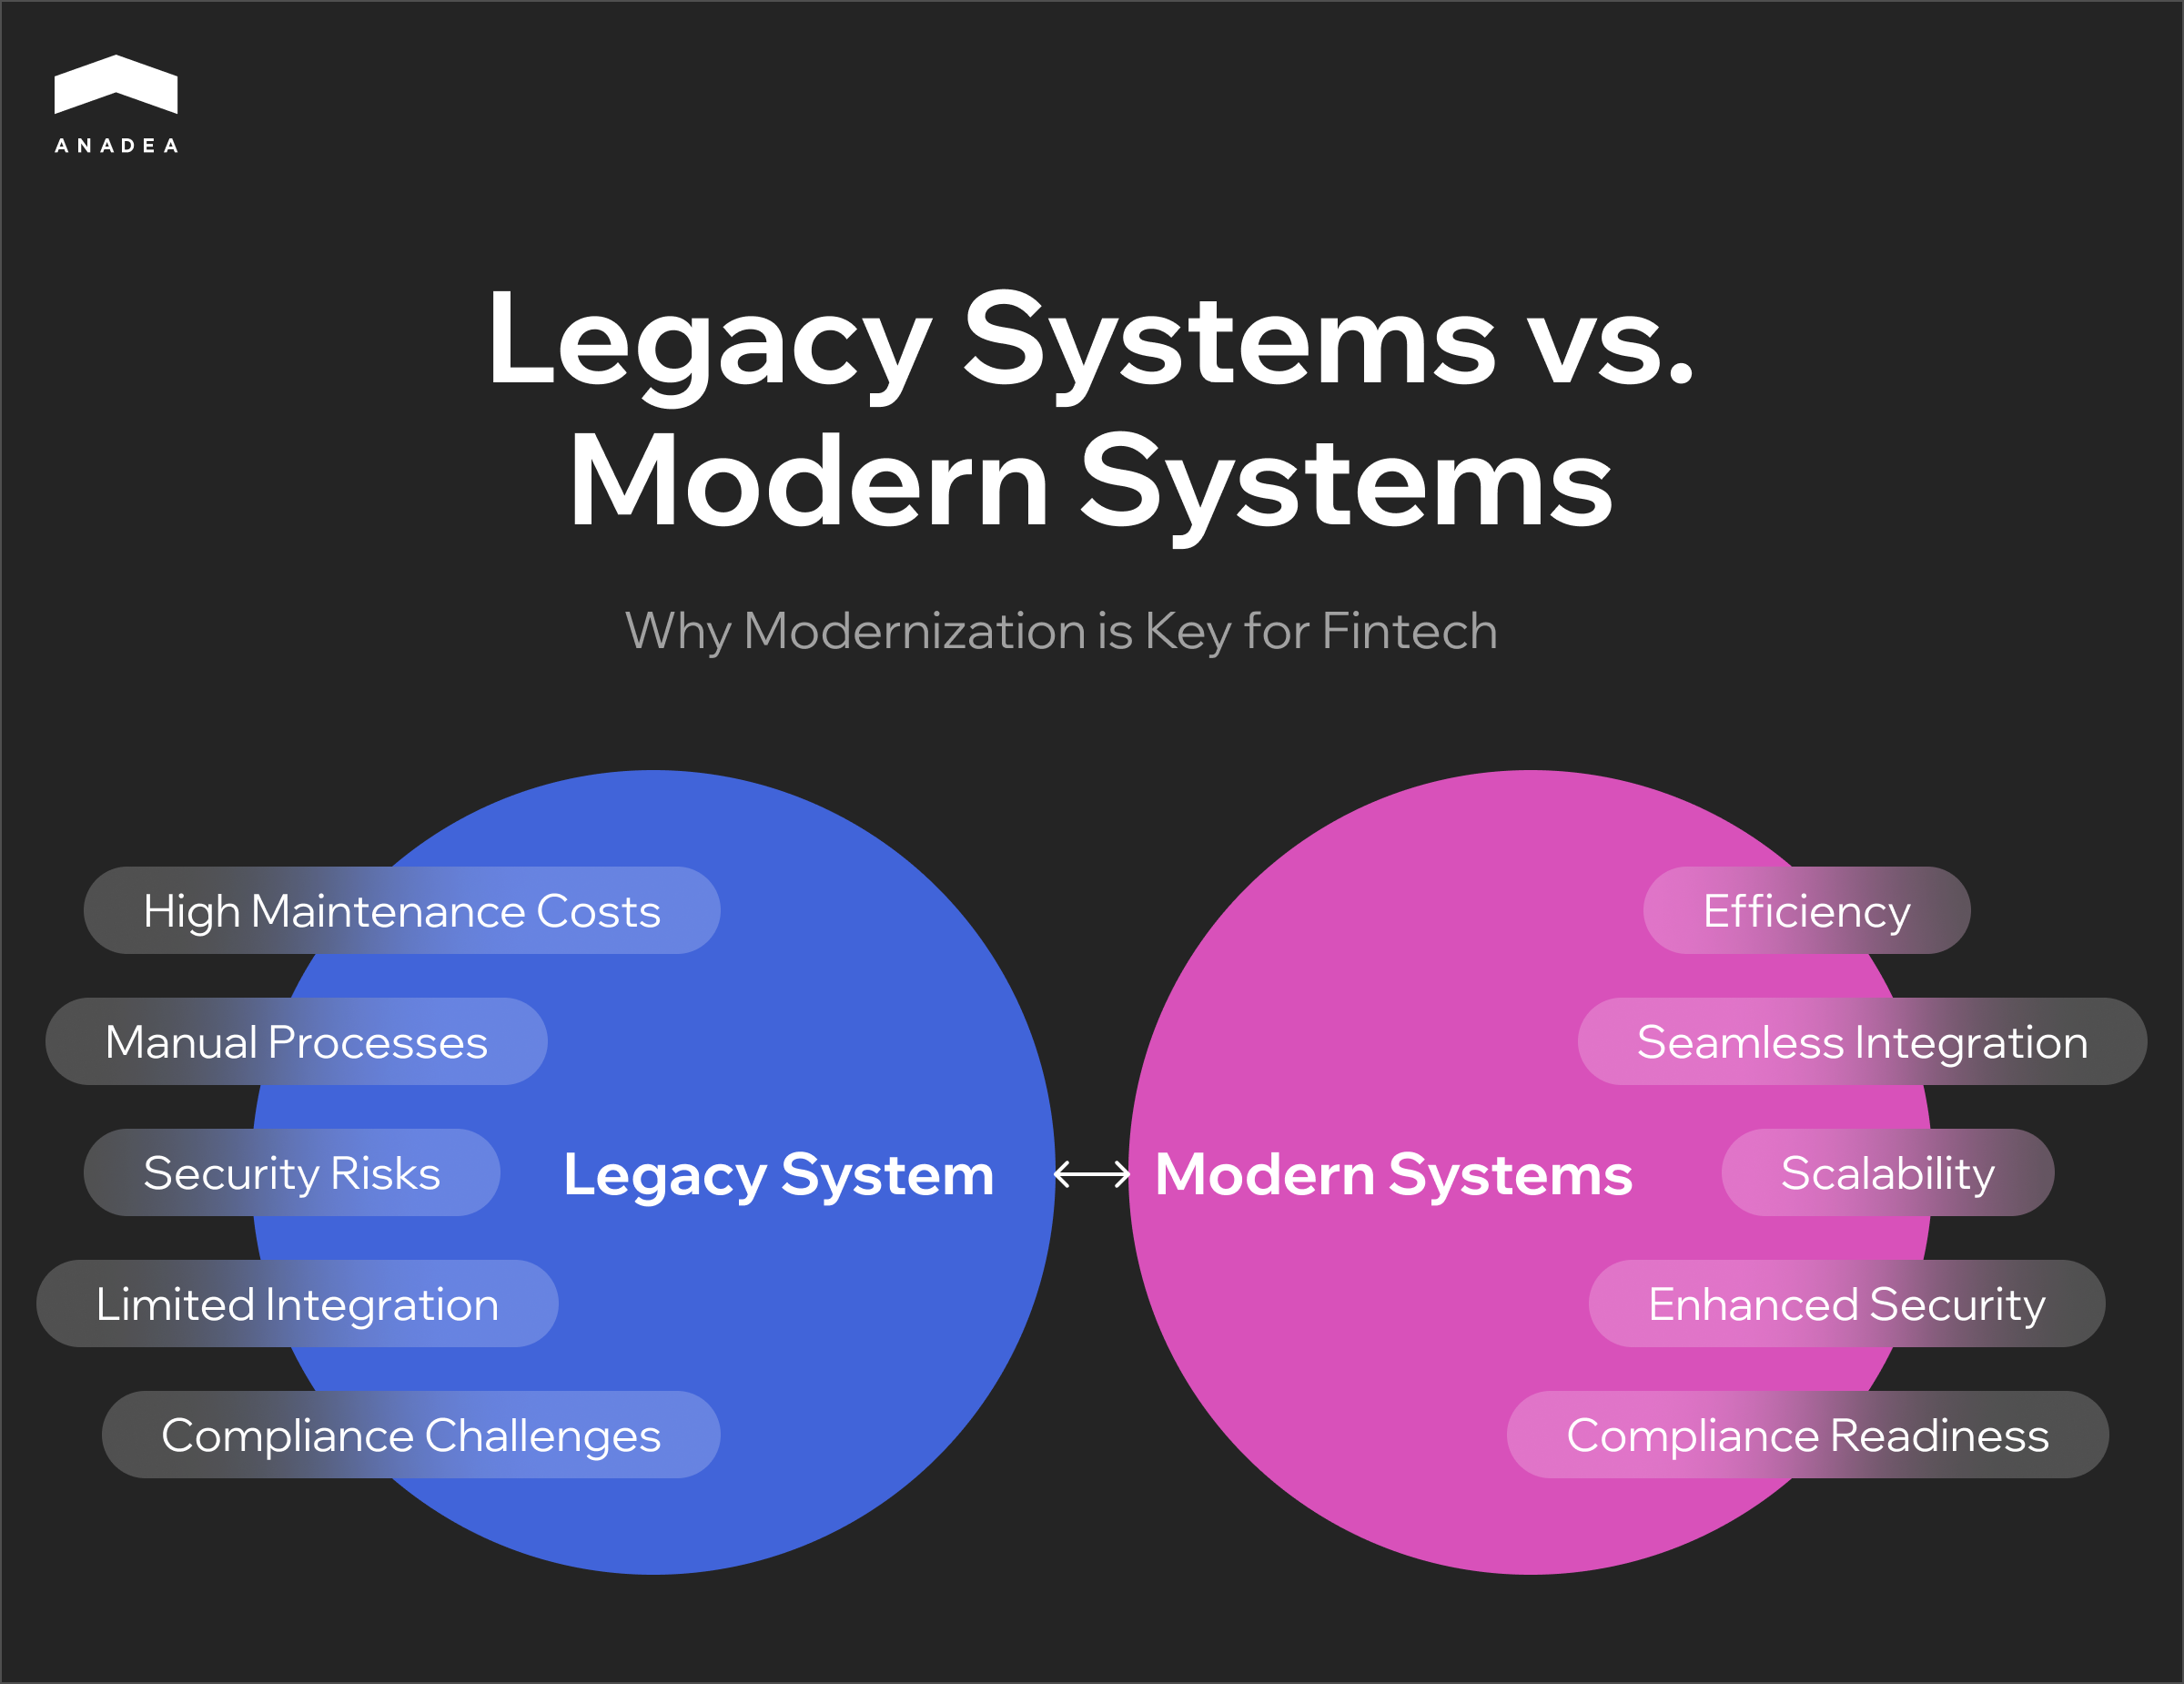 ANADEA
Legacy Systems vs.
Modern Systems
Why Modernization is Key for Fintech
High Maintenance Costs
Manual Processes
Security Risks
Limited Integration
Compliance Challenges
Legacy System
Modern Systems
Efficiency
Seamless Integration
Scalability
Enhanced Security
Compliance Readiness